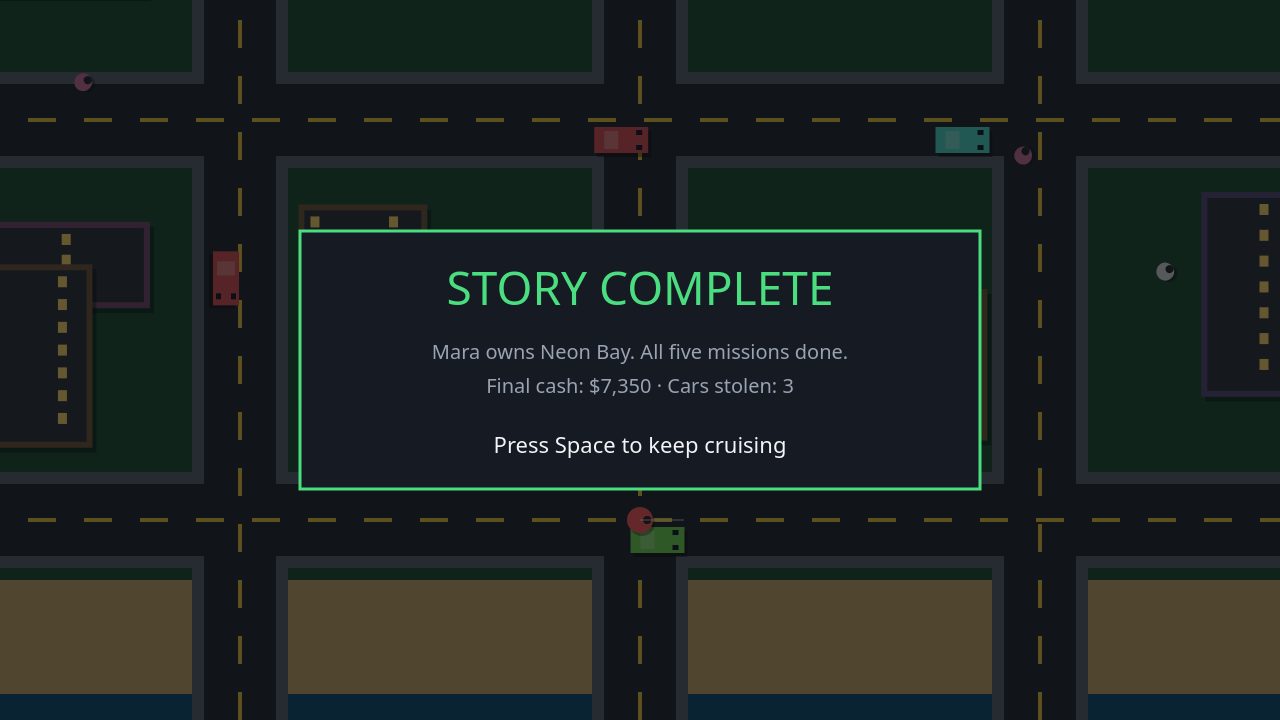 STORY COMPLETE
Mara owns Neon Bay. All five missions done.
Final cash: $7,350 · Cars stolen: 3
Press Space to keep cruising